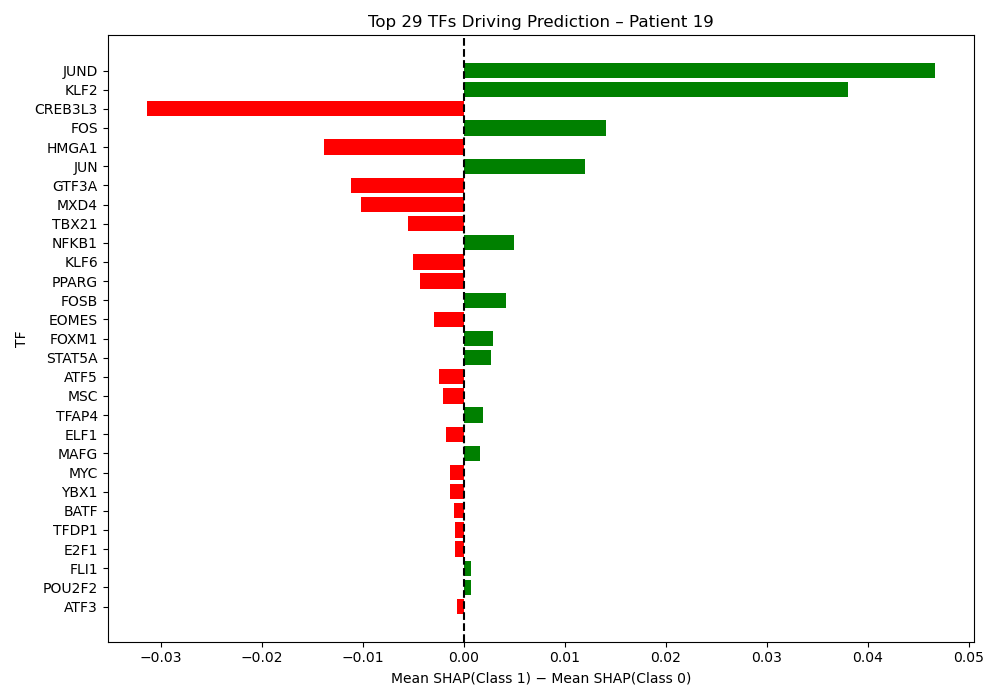 Top 29 TFs Driving Prediction – Patient 19
JUND
KLF2
CREB3L3
FOS
HMGA1
JUN
GTF3A
MXD4
TBX21
NFKB1
KLF6
PPARG
FOSB
EOMES
FOXM1
STAT5A
ATF5
MSC
TFAP4
ELF1
MAFG
MYC
YBX1
BATF
TFDP1
E2F1
FLI1
POU2F2
ATF3
TF
−0.03 −0.02 −0.01 0.00 0.01 0.02 0.03 0.04 0.05
Mean SHAP(Class 1) − Mean SHAP(Class 0)